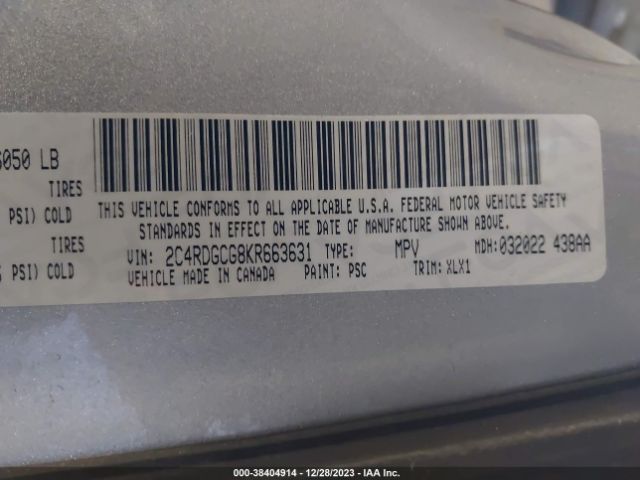 6050 LB
TIRES
PSI) COLD
TIRES
PSI) COLD
THIS VEHICLE CONFORMS TO ALL APPLICABLE U.S.A. FEDERAL MOTOR VEHICLE SAFETY
STANDARDS IN EFFECT ON THE DATE OF MANUFACTURE SHOWN ABOVE.
VIN: 2C4RDGCG8KR663631 TYPE: MPV MDH: 032022 438AA
VEHICLE MADE IN CANADA PAINT: PSC TRIM: XLX1
000-38404914 - 12/28/2023 - IAA Inc.